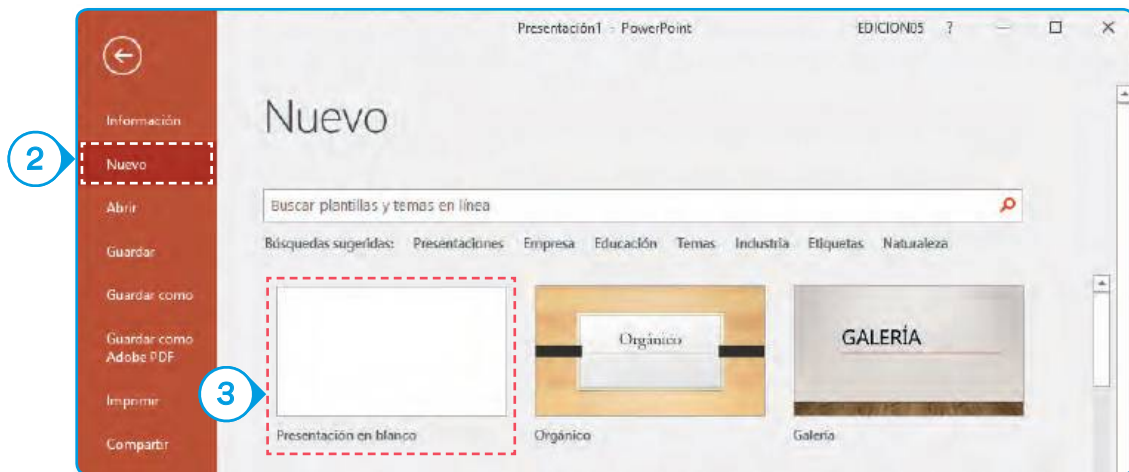 Presentación1 - PowerPoint
EDICION05 ?
Información
Nuevo
Abrir
Guardar
Guardar como
Guardar como
Adobe PDF
Imprimir
Compartir
2
Nuevo
Buscar plantillas y temas en línea
Búsquedas sugeridas: Presentaciones Empresa Educación Temas Industria Etiquetas Naturaleza
3
Orgánico
GALERÍA
Presentación en blanco
Orgánico
Galería